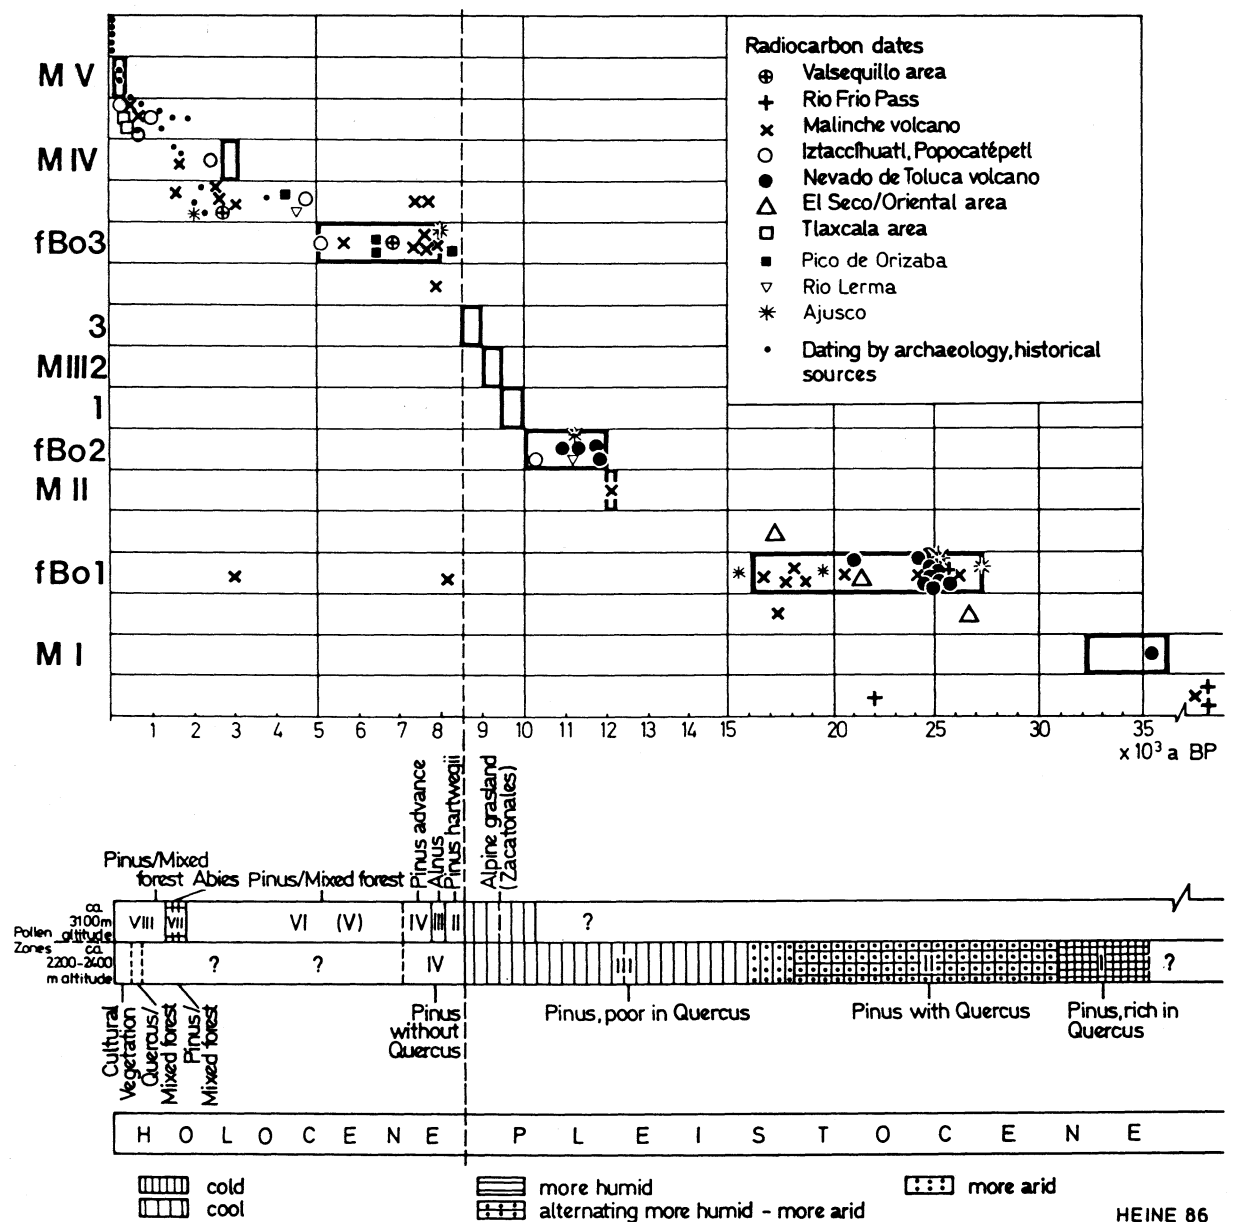 Radiocarbon dates
Valsequillo area
Rio Frio Pass
Malinche volcano
Iztaccíhuatl, Popocatépetl
Nevado de Toluca volcano
El Seco/Oriental area
Tlaxcala area
Pico de Orizaba
Rio Lerma
Ajusco
Dating by archaeology, historical
sources
M V
M IV
fBo3
3
MIII2
1
fBo2
M II
fBo1
M I
1 2 3 4 5 6 7 8 9 10 11 12 13 14 15 20 25 30 35
x 10³ a BP
Pinus/Mixed
forest
Abies
Pinus/Mixed forest
Pinus advance
Alnus
Pinus hartwegii
Alpine grasland
(Zacatonales)
Pollen
Zones
ca.
3100m
altitude
VIII VII VI (V) IV III II ?
ca.
2200-2400
m altitude
? ? IV III II I ?
Cultural
Vegetation
Quercus/
Mixed forest
Pinus/
Mixed forest
Pinus
without
Quercus
Pinus, poor in Quercus
Pinus with Quercus
Pinus, rich in
Quercus
HOLOCENE PLEISTOCENE
cold
cool
more humid
alternating more humid - more arid
more arid
HEINE 86